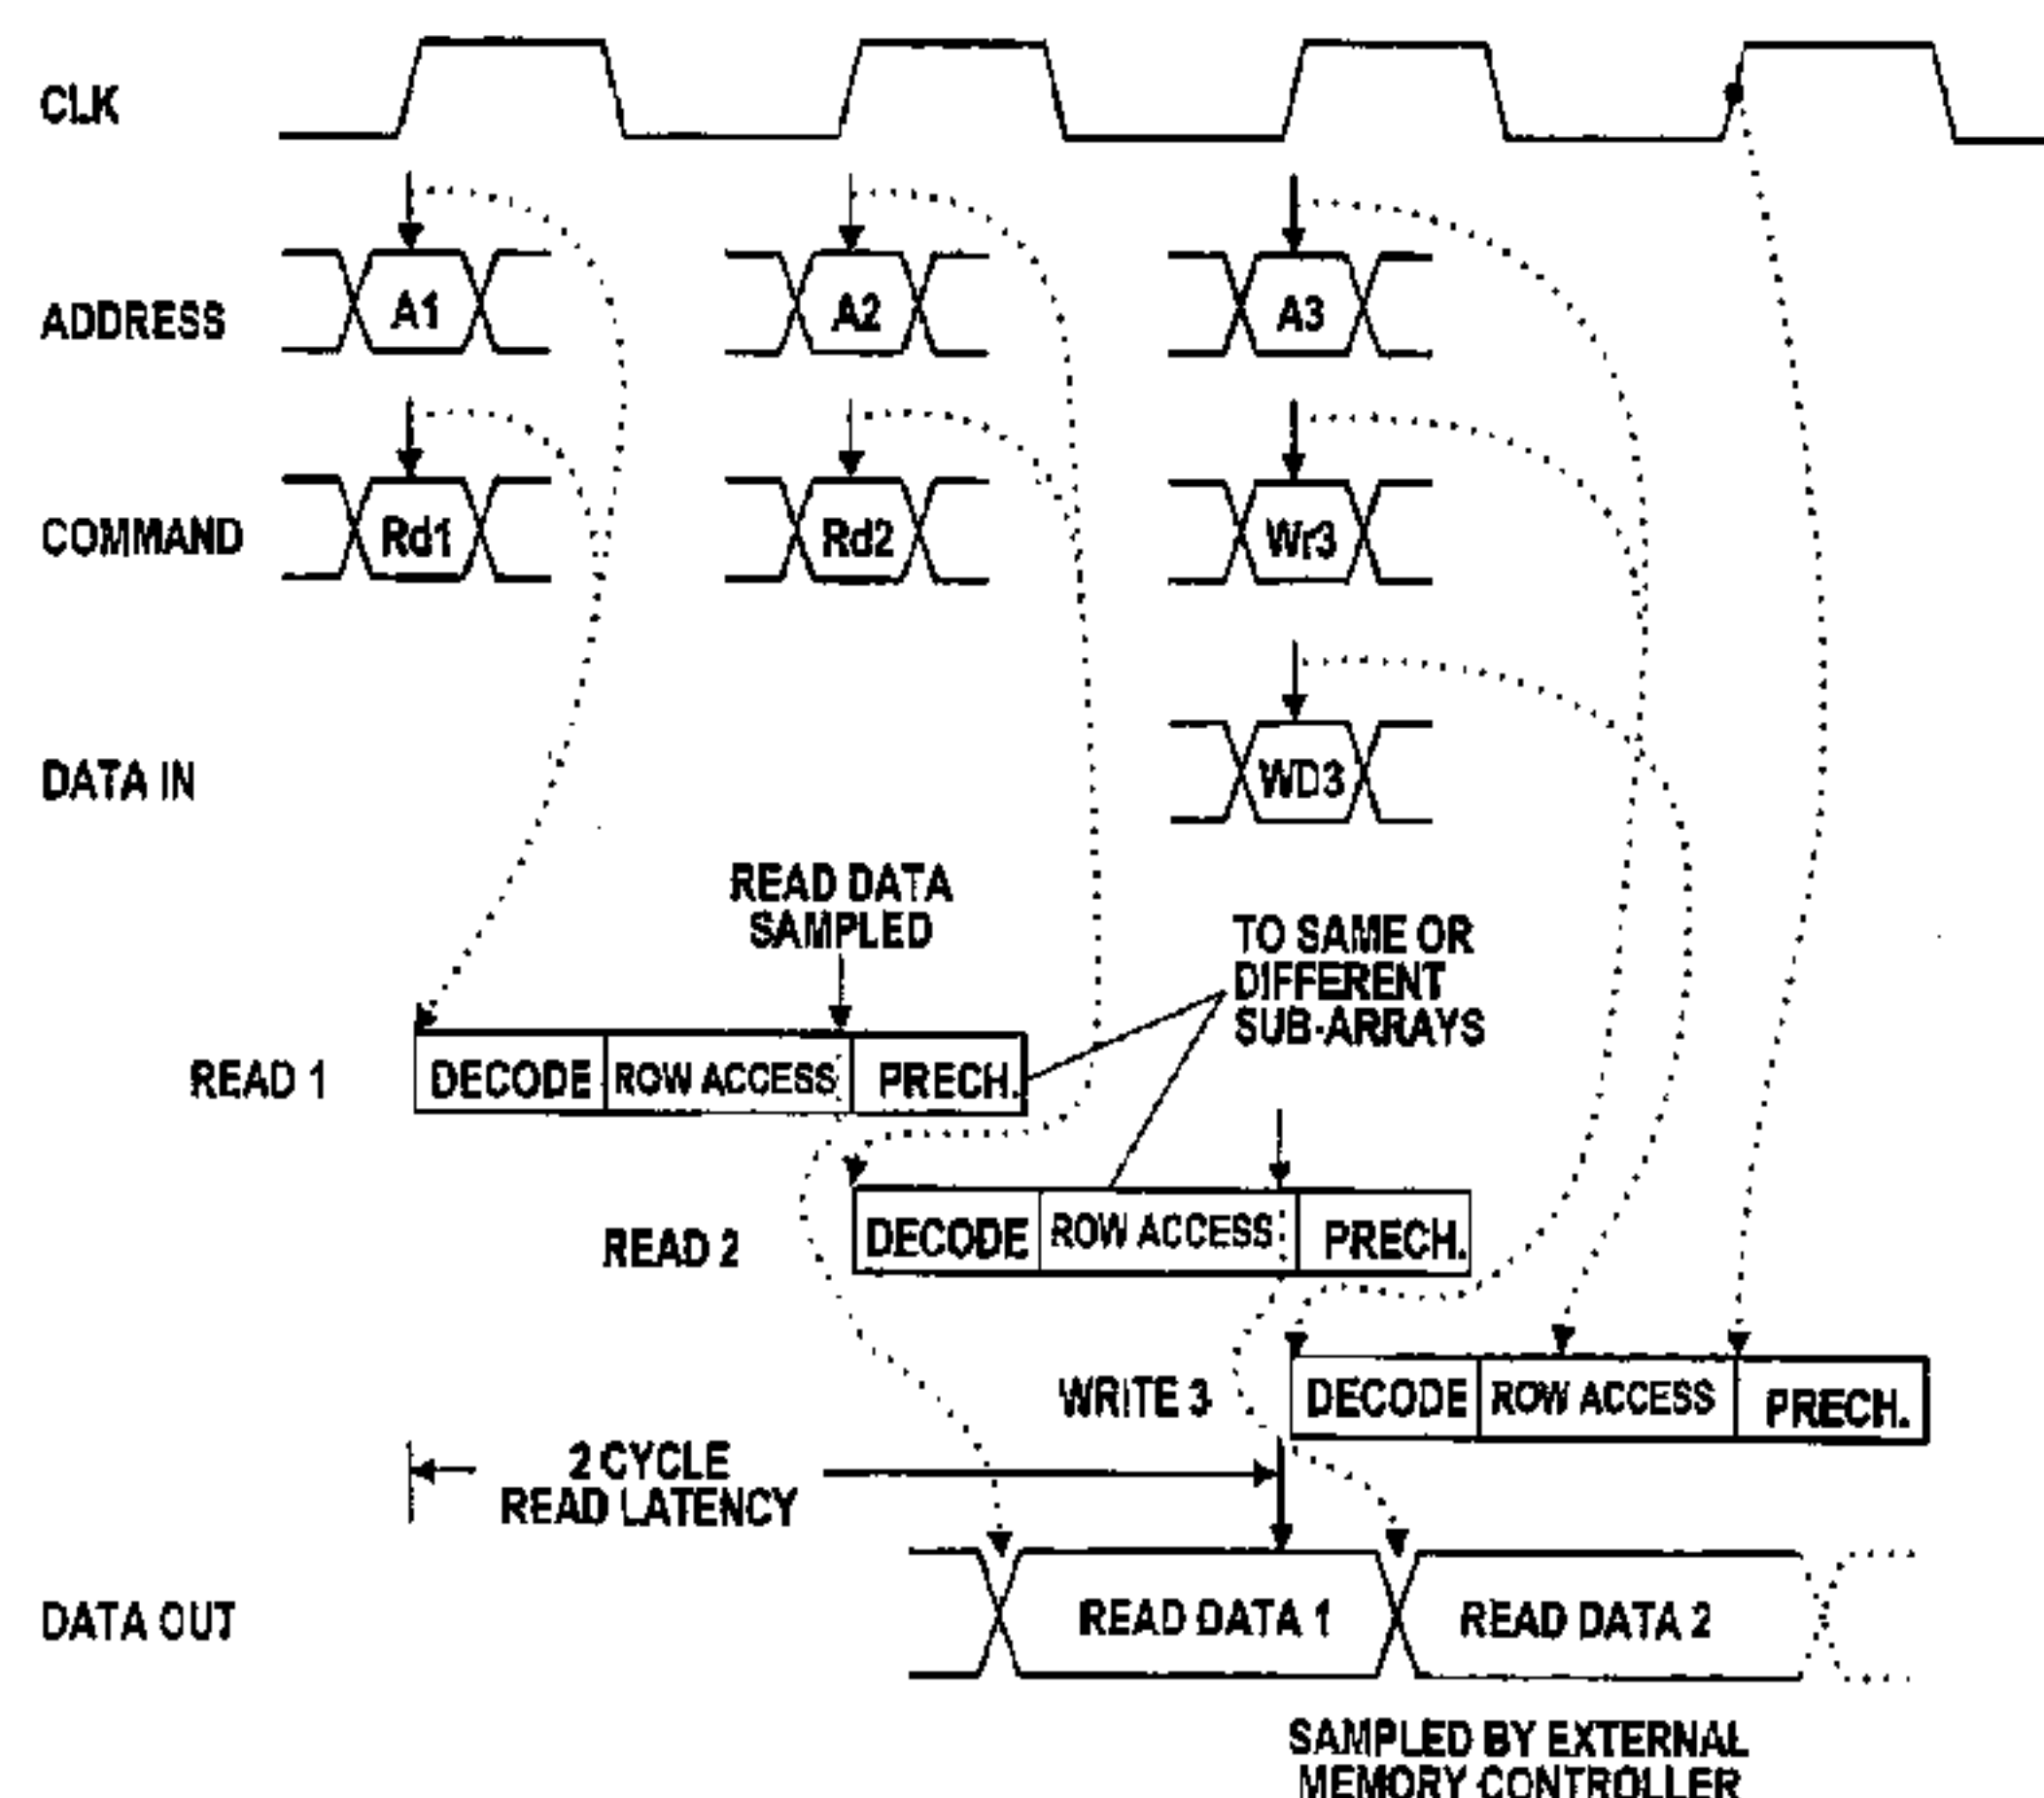 CLK
ADDRESS
A1
A2
A3
COMMAND
Rd1
Rd2
Wr3
DATA IN
WD3
READ DATA
SAMPLED
TO SAME OR
DIFFERENT
SUB-ARRAYS
READ 1
DECODE
ROW ACCESS
PRECH.
READ 2
DECODE
ROW ACCESS
PRECH.
WRITE 3
DECODE
ROW ACCESS
PRECH.
2 CYCLE
READ LATENCY
DATA OUT
READ DATA 1
READ DATA 2
SAMPLED BY EXTERNAL
MEMORY CONTROLLER